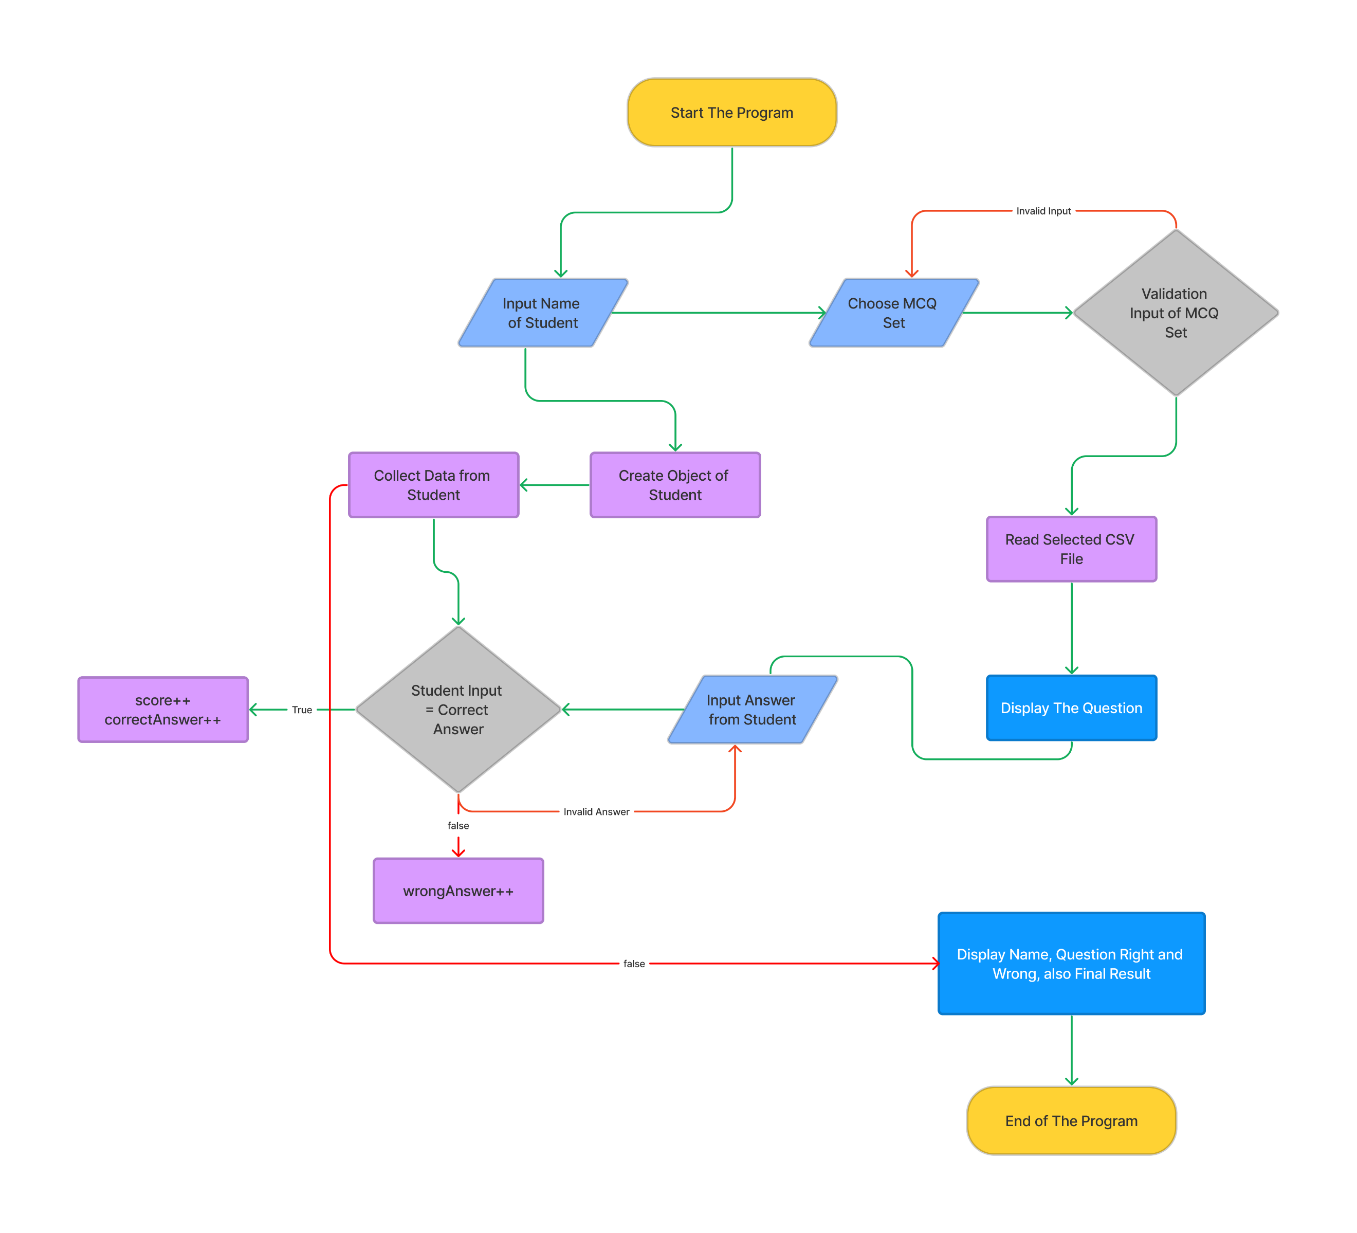 Start The Program
Invalid Input
Input Name
of Student
Choose MCQ
Set
Validation
Input of MCQ
Set
Collect Data from
Student
Create Object of
Student
Read Selected CSV
File
score++
correctAnswer++
True
Student Input
= Correct
Answer
Input Answer
from Student
Display The Question
Invalid Answer
false
wrongAnswer++
false
Display Name, Question Right and
Wrong, also Final Result
End of The Program